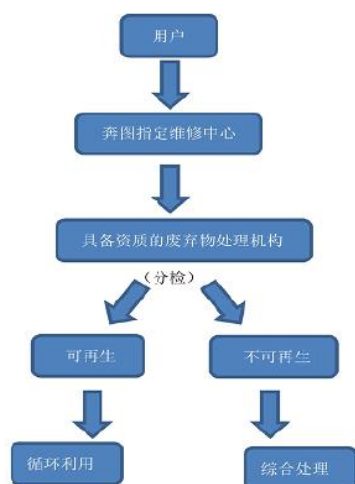 用户
奔图指定维修中心
具备资质的废弃物处理机构
（分检）
可再生
不可再生
循环利用
综合处理